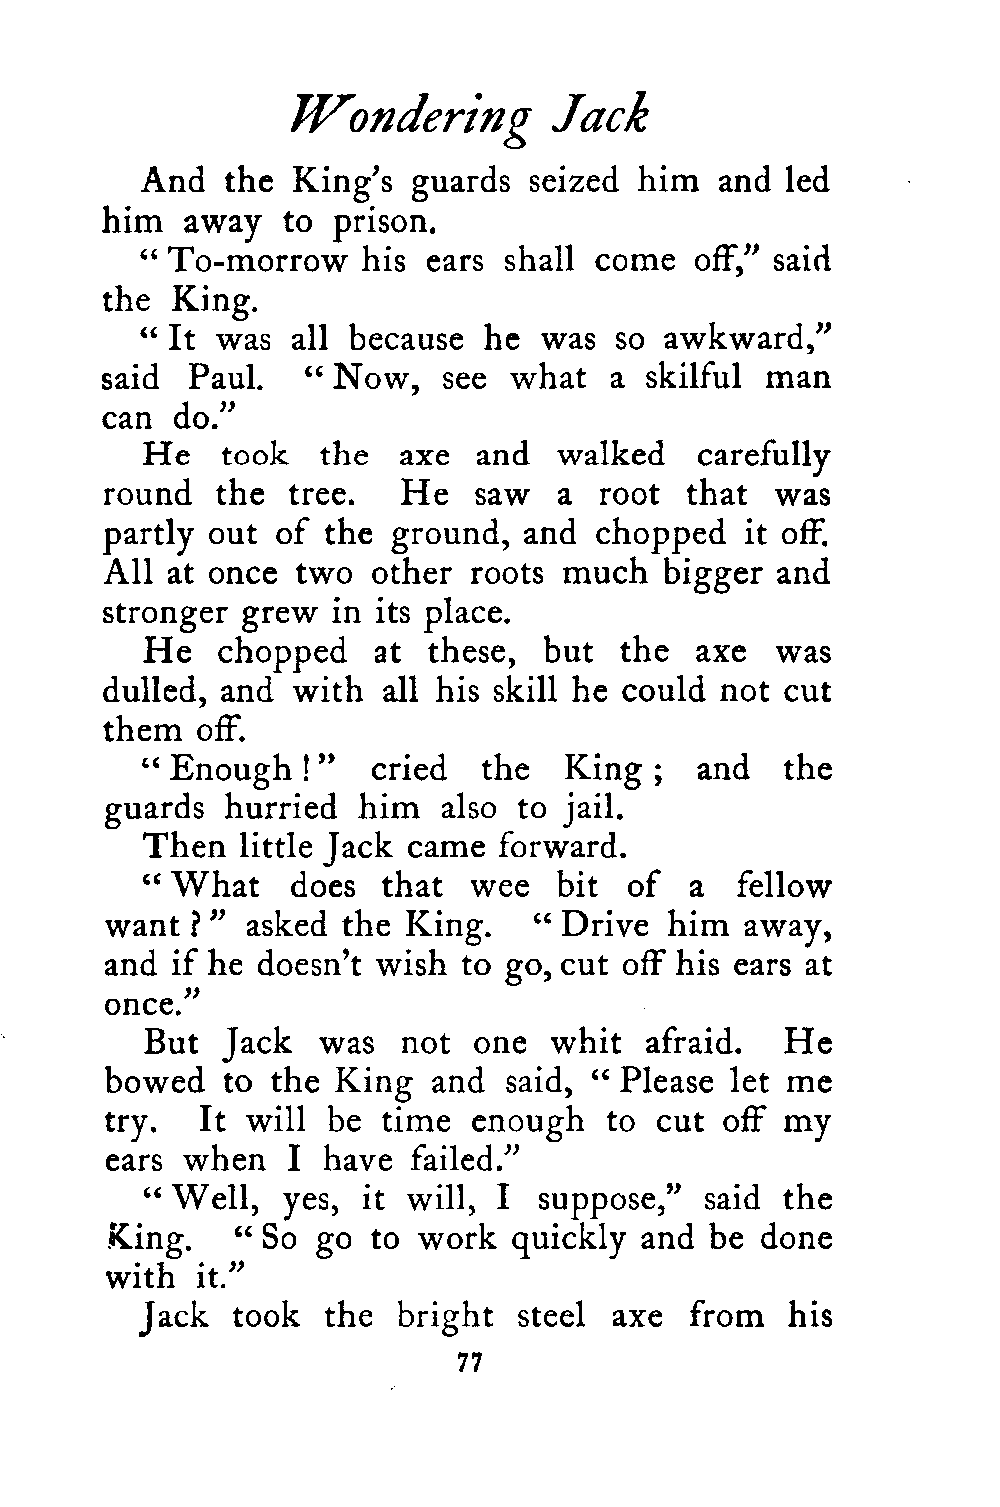 Wondering Jack
And the King's guards seized him and led
him away to prison.
“ To-morrow his ears shall come off,” said
the King.
“ It was all because he was so awkward,”
said Paul. “ Now, see what a skilful man
can do.”
He took the axe and walked carefully
round the tree. He saw a root that was
partly out of the ground, and chopped it off.
All at once two other roots much bigger and
stronger grew in its place.
He chopped at these, but the axe was
dulled, and with all his skill he could not cut
them off.
“ Enough ! ” cried the King ; and the
guards hurried him also to jail.
Then little Jack came forward.
“ What does that wee bit of a fellow
want ? ” asked the King. “ Drive him away,
and if he doesn't wish to go, cut off his ears at
once.”
But Jack was not one whit afraid. He
bowed to the King and said, “ Please let me
try. It will be time enough to cut off my
ears when I have failed.”
“ Well, yes, it will, I suppose,” said the
King. “ So go to work quickly and be done
with it.”
Jack took the bright steel axe from his
77